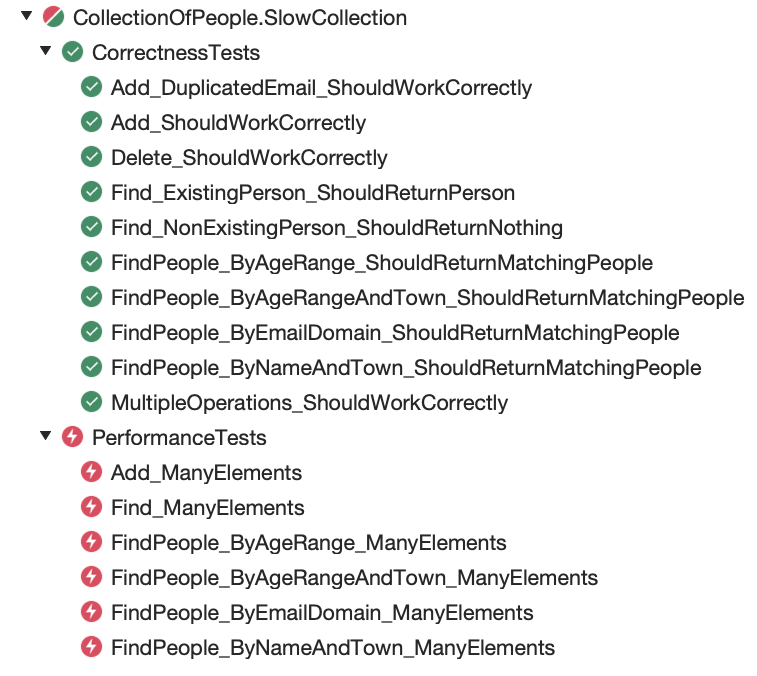 CollectionOfPeople.SlowCollection
CorrectnessTests
Add_DuplicatedEmail_ShouldWorkCorrectly
Add_ShouldWorkCorrectly
Delete_ShouldWorkCorrectly
Find_ExistingPerson_ShouldReturnPerson
Find_NonExistingPerson_ShouldReturnNothing
FindPeople_ByAgeRange_ShouldReturnMatchingPeople
FindPeople_ByAgeRangeAndTown_ShouldReturnMatchingPeople
FindPeople_ByEmailDomain_ShouldReturnMatchingPeople
FindPeople_ByNameAndTown_ShouldReturnMatchingPeople
MultipleOperations_ShouldWorkCorrectly
PerformanceTests
Add_ManyElements
Find_ManyElements
FindPeople_ByAgeRange_ManyElements
FindPeople_ByAgeRangeAndTown_ManyElements
FindPeople_ByEmailDomain_ManyElements
FindPeople_ByNameAndTown_ManyElements